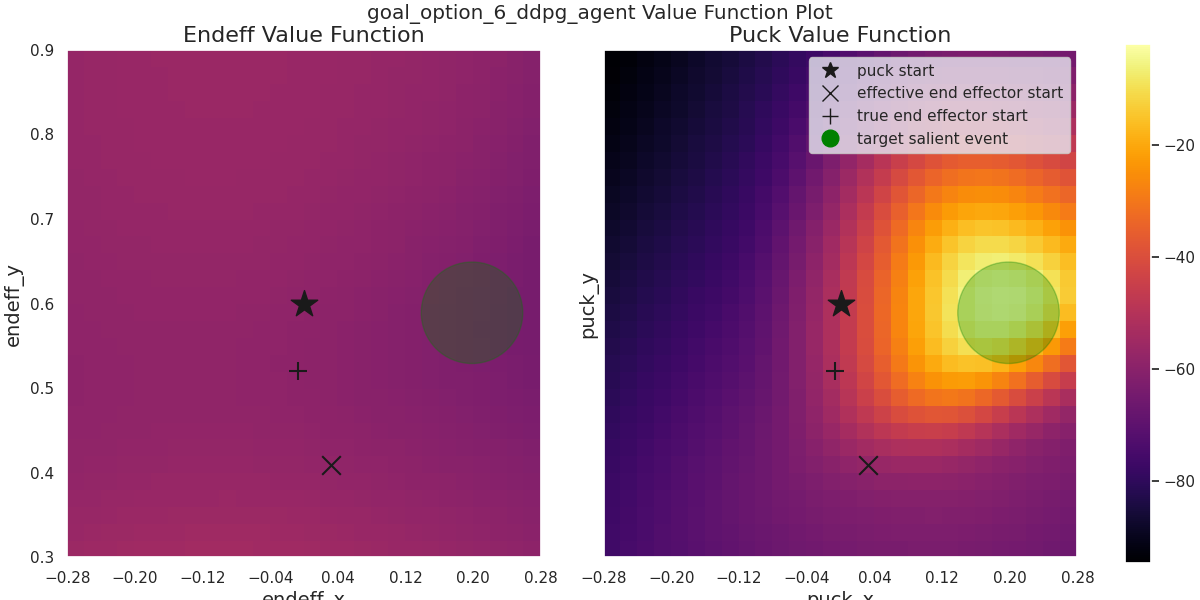 goal_option_6_ddpg_agent Value Function Plot
Endeff Value Function
Puck Value Function
puck start
effective end effector start
true end effector start
target salient event
endeff_y
0.9
0.8
0.7
0.6
0.5
0.4
0.3
−0.28 −0.20 −0.12 −0.04 0.04 0.12 0.20 0.28
endeff_x
puck_y
−0.28 −0.20 −0.12 −0.04 0.04 0.12 0.20 0.28
puck_x
−20
−40
−60
−80